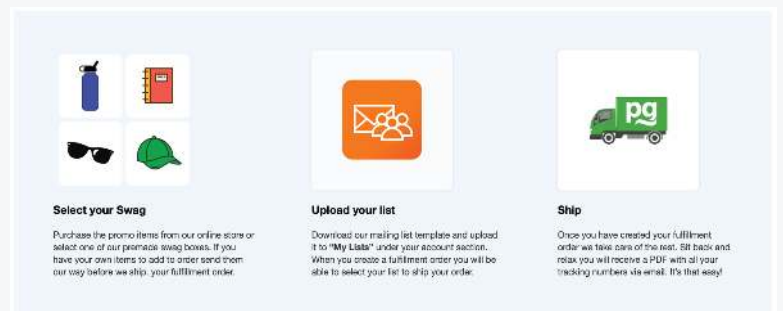 pg
Select your Swag
Purchase the promo items from our online store or
select one of our premade swag boxes. If you
have your own items to add to order send them
our way before we ship. your fulfillment order.
Upload your list
Download our mailing list template and upload
it to "My Lists" under your account section.
When you create a fulfillment order you will be
able to select your list to ship your order.
Ship
Once you have created your fulfillment
order we take care of the rest. Sit back and
relax you will receive a PDF with all your
tracking numbers via email. It's that easy!